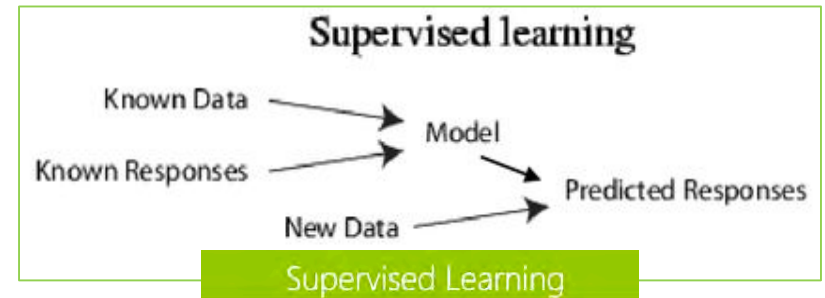 Supervised learning
Known Data
Model
Known Responses
Predicted Responses
New Data
Supervised Learning